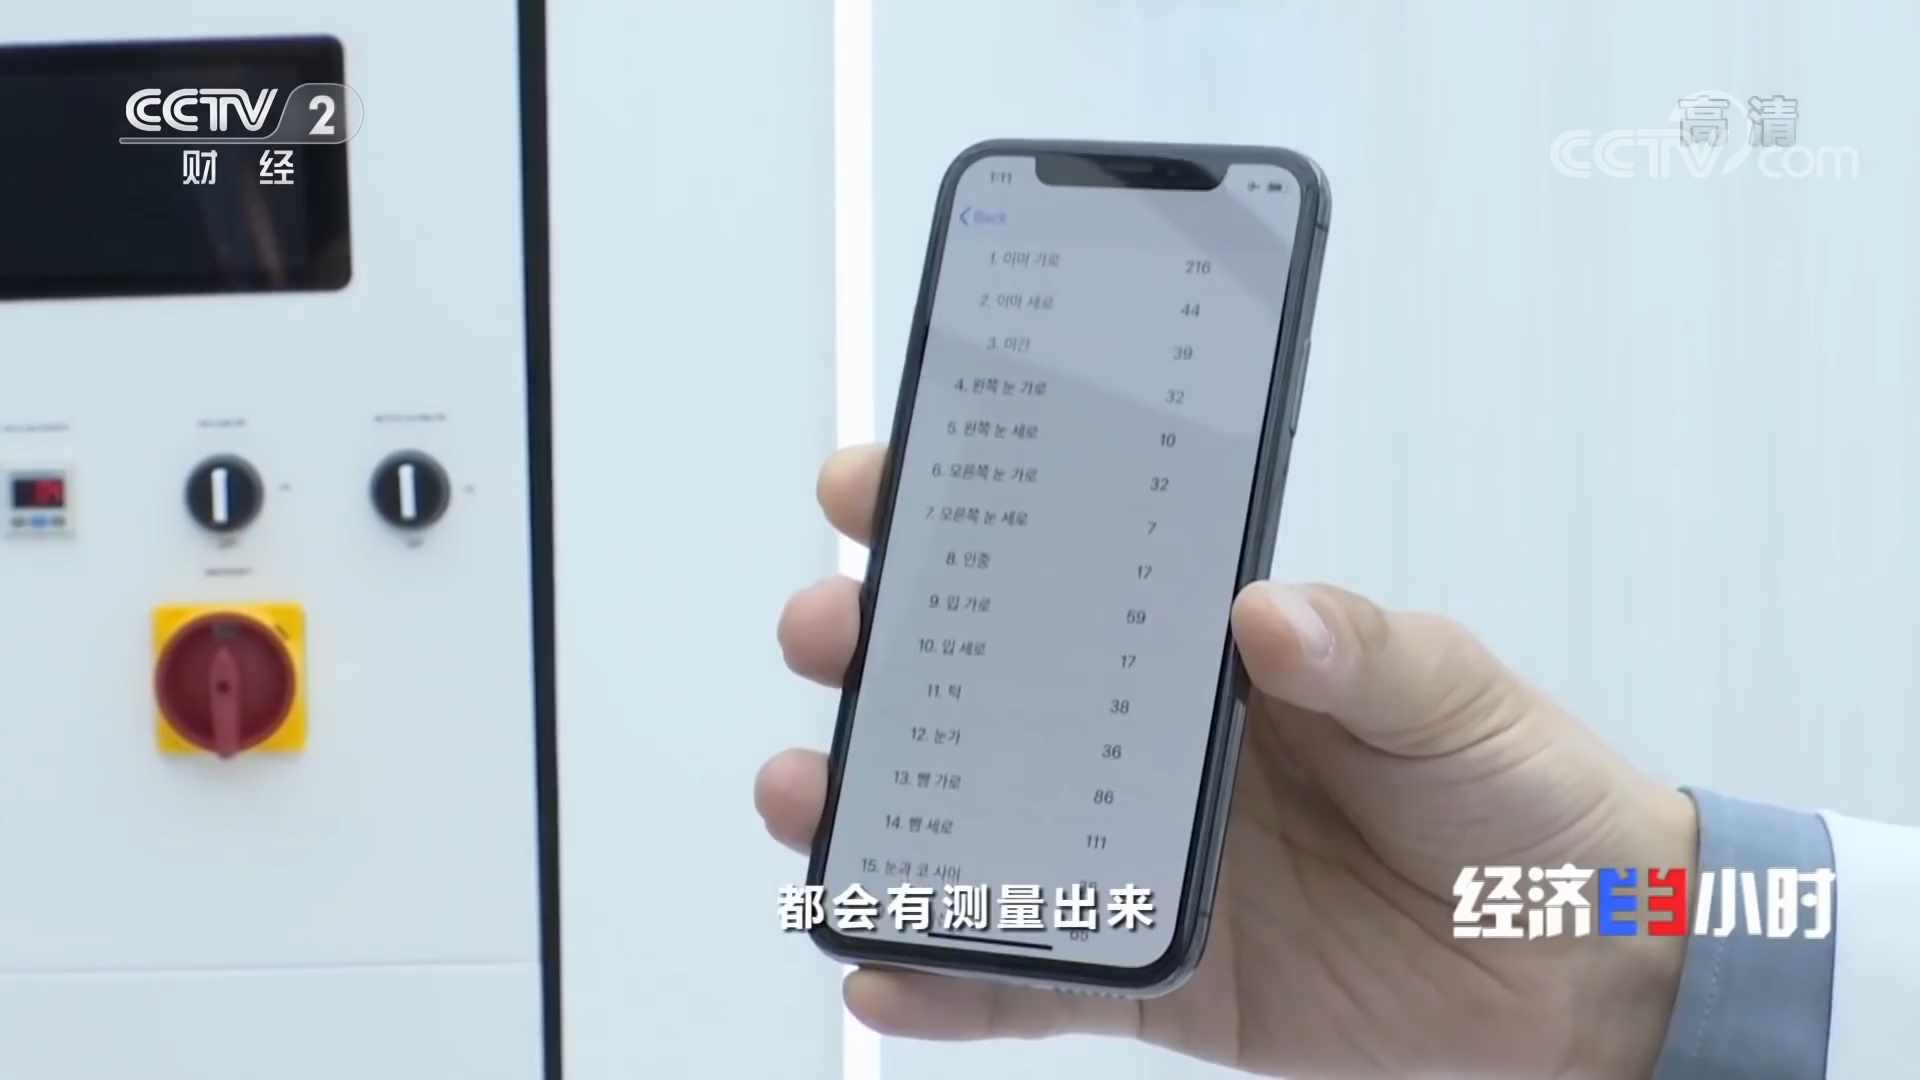 CCTV 2
财 经
高清
CCTV.com
1:11
Back
1. 이마 가로 216
2. 이마 세로 44
3. 미간 39
4. 왼쪽 눈 가로 32
5. 왼쪽 눈 세로 10
6. 오른쪽 눈 가로 32
7. 오른쪽 눈 세로 7
8. 인중 17
9. 입 가로 59
10. 입 세로 17
11. 턱 38
12. 눈가 36
13. 뺨 가로 86
14. 뺨 세로 111
15. 눈과 코 사이
都会有测量出来
经济半小时